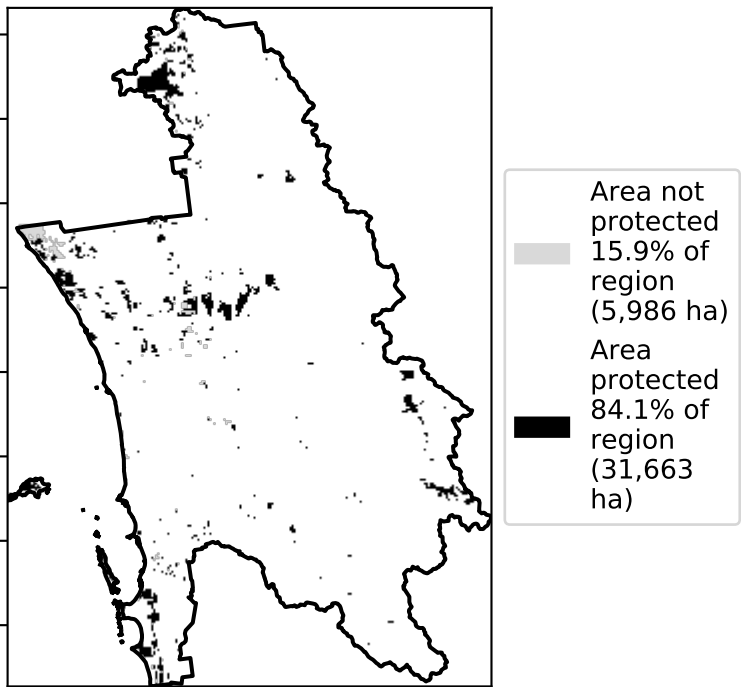 Area not
protected
15.9% of
region
(5,986 ha)
Area
protected
84.1% of
region
(31,663
ha)